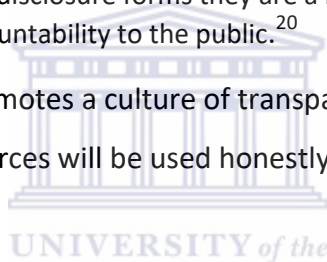 disclosure forms they are a
ountability to the public.20
motes a culture of transpa
rces will be used honestly
UNIVERSITY of the